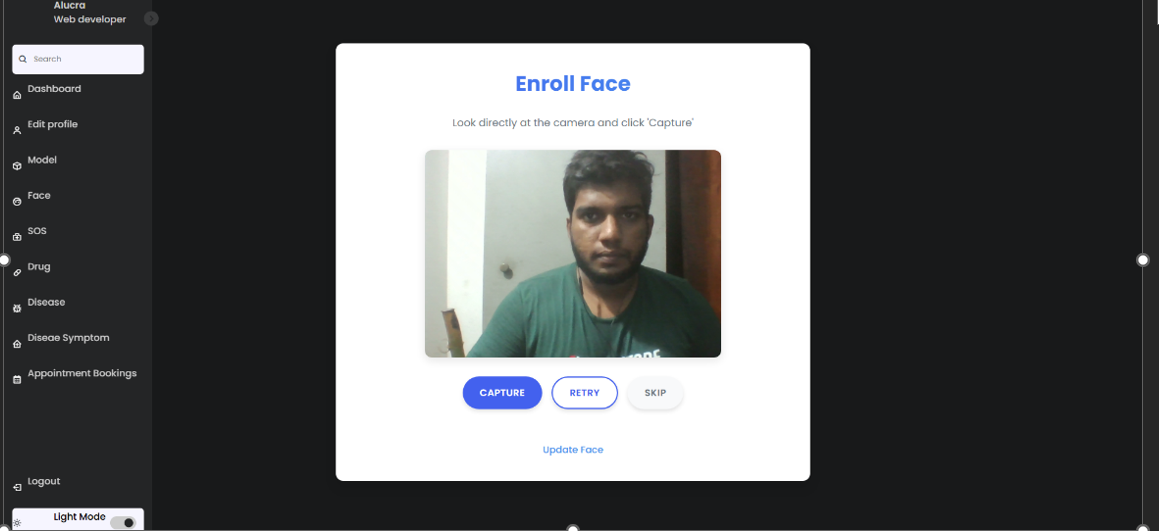 Alucra
Web developer
Search
Dashboard
Edit profile
Model
Face
SOS
Drug
Disease
Diseae Symptom
Appointment Bookings
Logout
Light Mode
Enroll Face
Look directly at the camera and click 'Capture'
CAPTURE
RETRY
SKIP
Update Face